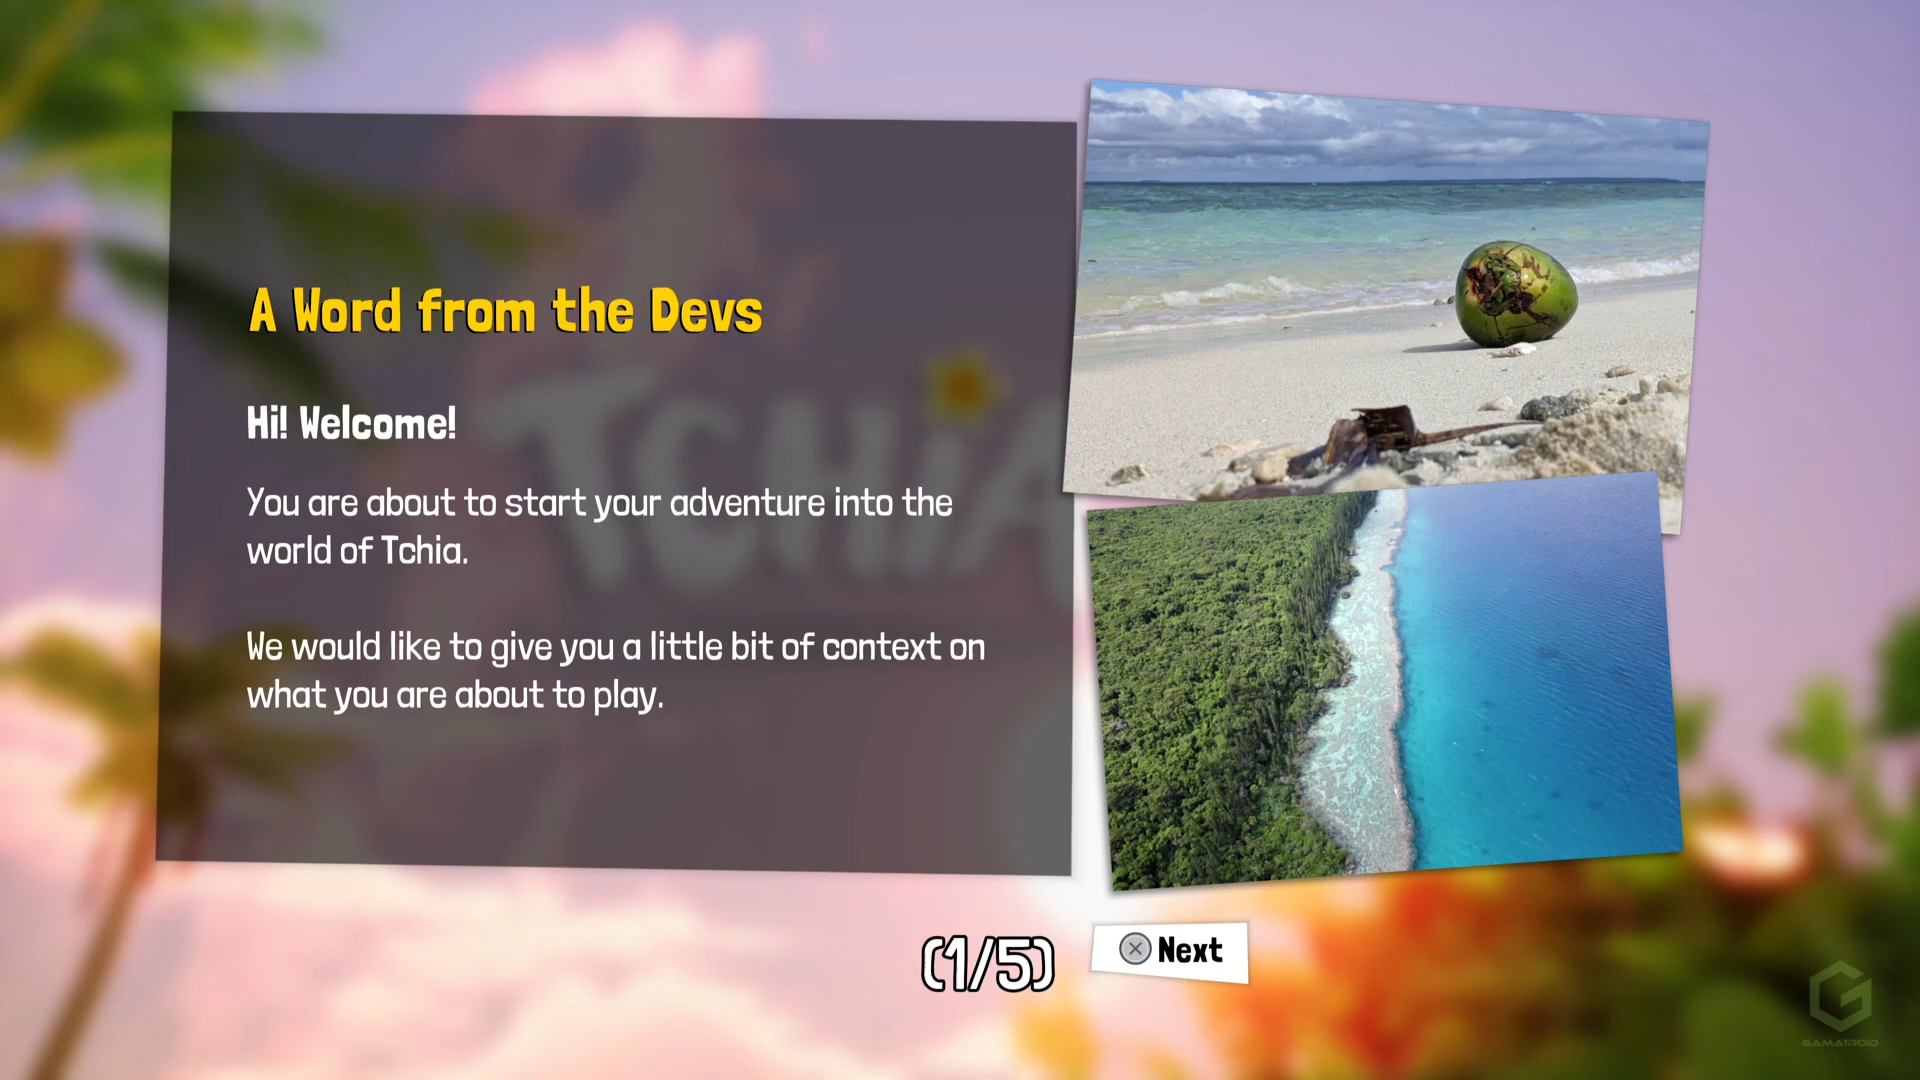 A Word from the Devs
Hi! Welcome!
You are about to start your adventure into the
world of Tchia.
We would like to give you a little bit of context on
what you are about to play.
TCHIA
(1/5)
Next
GAMATROID